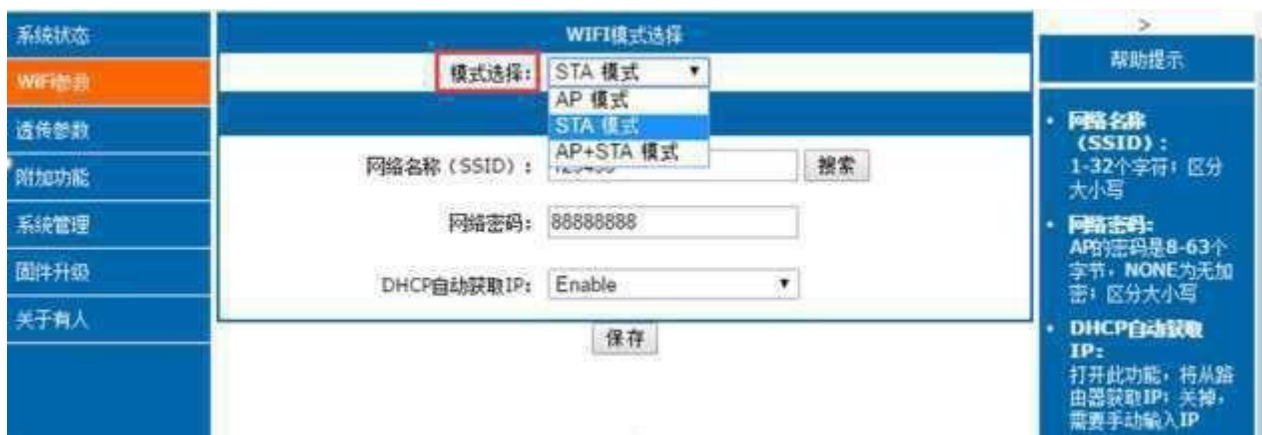 系统状态
WiFi参数
透传参数
附加功能
系统管理
固件升级
关于有人
WIFI模式选择
模式选择: STA 模式
AP 模式
STA 模式
AP+STA 模式
网络名称 (SSID) : 搜索
网络密码: 88888888
DHCP自动获取IP: Enable
保存
>
帮助提示
• 网络名称
(SSID) :
1-32个字符; 区分
大小写
• 网络密码:
AP的密码是8-63个
字节, NONE为无加
密; 区分大小写
• DHCP自动获取
IP:
打开此功能, 将从路
由器获取IP; 关掉,
需要手动输入IP